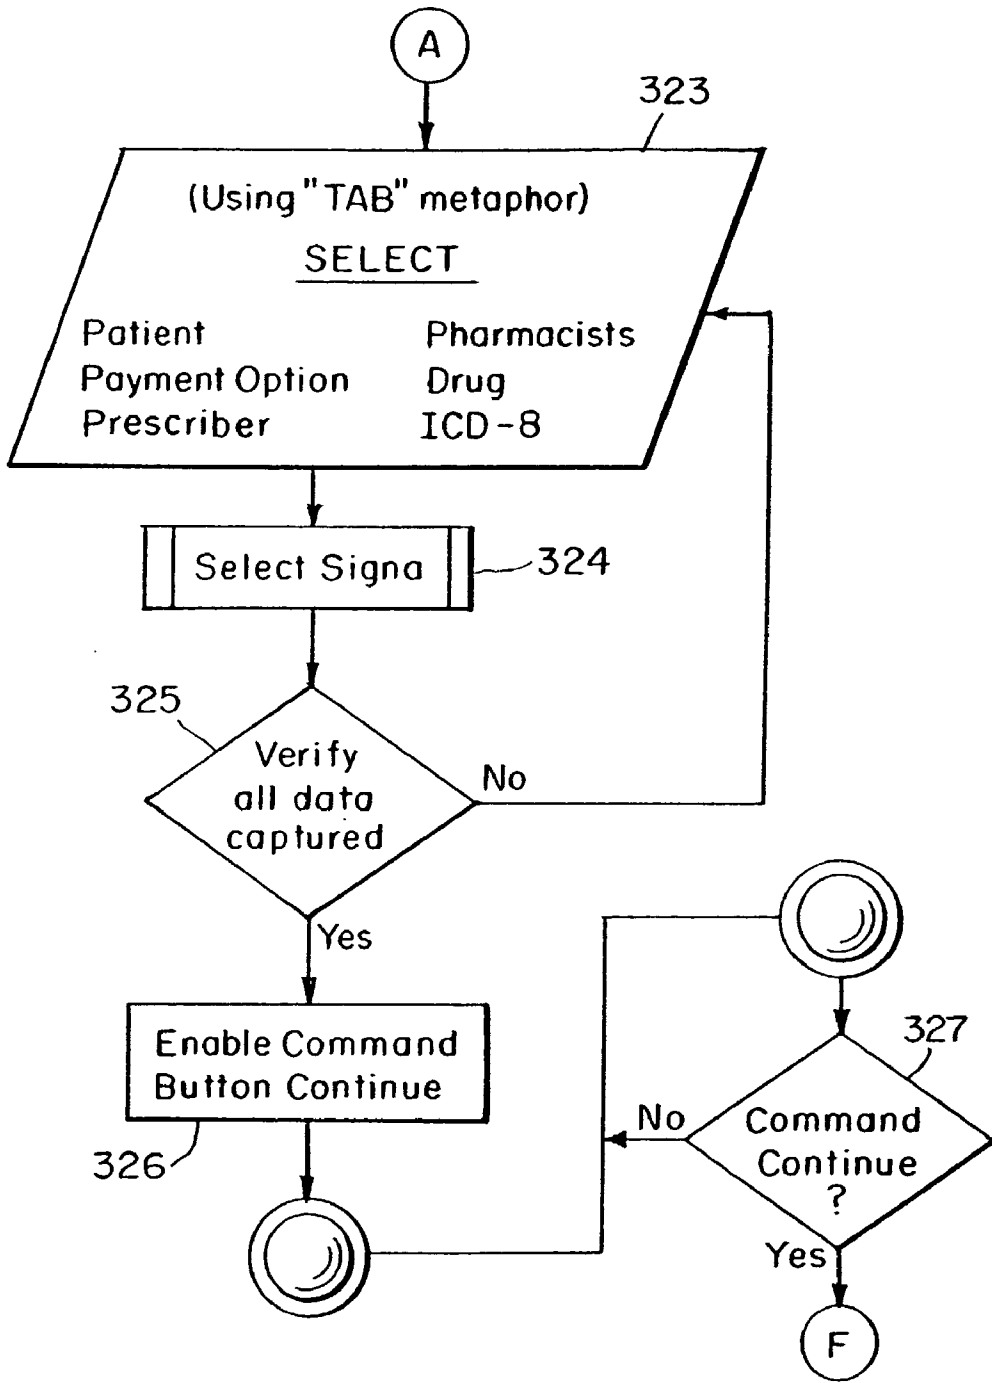 A
323
(Using "TAB" metaphor)
SELECT
Patient Pharmacists
Payment Option Drug
Prescriber ICD-8
Select Signa
324
325
Verify
all data
captured
No
Yes
Enable Command
Button Continue
326
327
No
Command
Continue
?
Yes
F